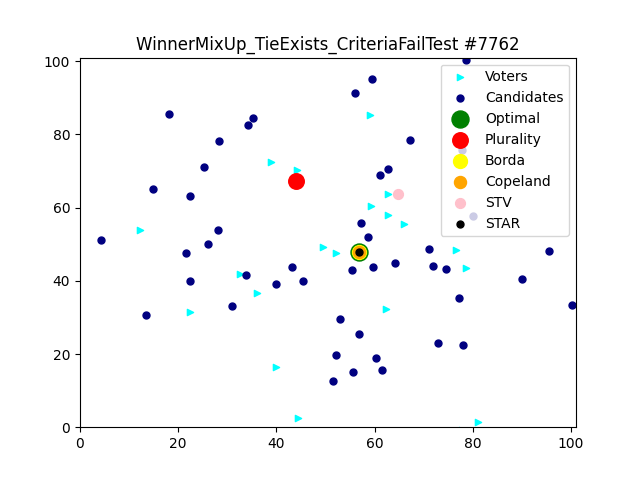 WinnerMixUp_TieExists_CriteriaFailTest #7762
100
80
60
40
20
0
0 20 40 60 80 100
Voters
Candidates
Optimal
Plurality
Borda
Copeland
STV
STAR